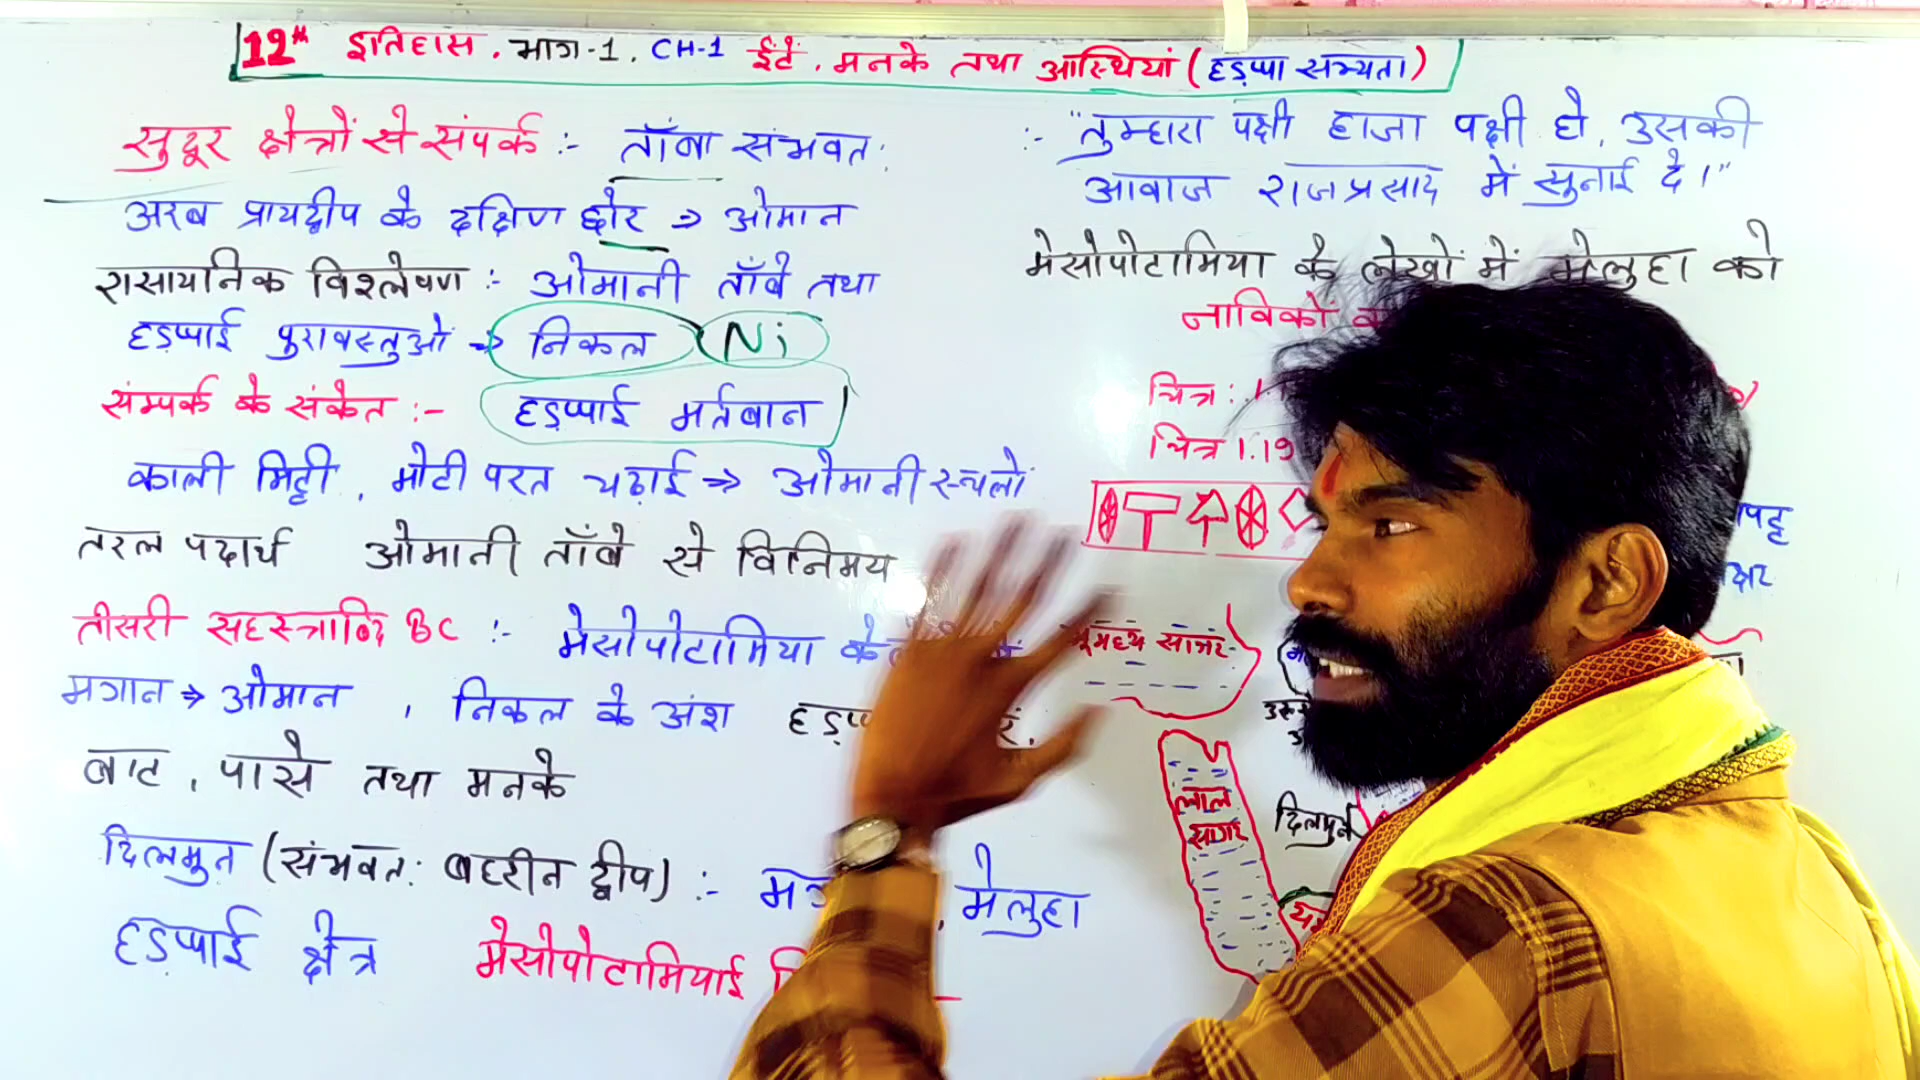 12th इतिहास. भाग-1. CH-1 ईंटें. मनके तथा अस्थियां (हड़प्पा सभ्यता)
सुदूर क्षेत्रों से संपर्क :- ताँबा संभवत:
अरब प्रायद्वीप के दक्षिण छोर → ओमान
रासायनिक विश्लेषण :- ओमानी ताँबे तथा
हड़प्पाई पुरावस्तुओं → निकल Ni
संम्पर्क के संकेत :- हड़प्पाई मर्तबान
काली मिट्टी, मोटी परत चढ़ाई → ओमानी स्थलों
तरल पदार्थ ओमानी ताँबे से विनिमय
तीसरी सहस्त्राब्दि BC :- मेसोपोटामिया के
मगान → ओमान , निकल के अंश
बाट, पासे तथा मनके
दिलमुन (संभवत: बहरीन द्वीप) :- , मेलुहा
हड़प्पाई क्षेत्र मेसोपोटामियाई
:- "तुम्हारा पक्षी हाजा पक्षी हो, उसकी
आवाज राजप्रसाद में सुनाई दे।"
मेसोपोटामिया के लेखों में मेलुहा को
नाविकों
चित्र :
चित्र 1.19
सागर
लाल
सागर
दिलमुन